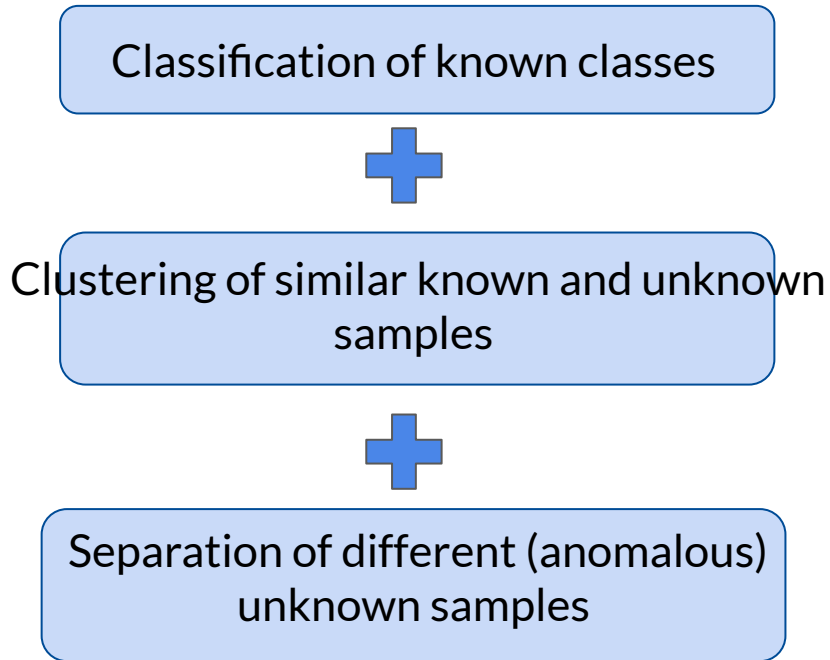 Classification of known classes
Clustering of similar known and unknown
samples
Separation of different (anomalous)
unknown samples